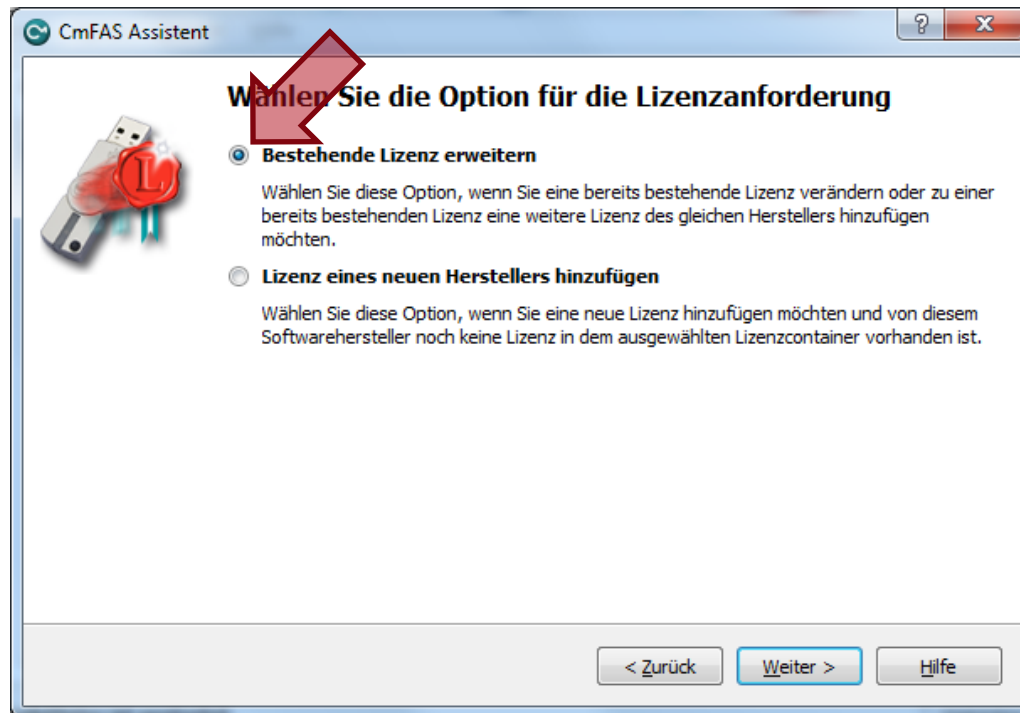 CmFAS Assistent
Wählen Sie die Option für die Lizenzanforderung
Bestehende Lizenz erweitern
Wählen Sie diese Option, wenn Sie eine bereits bestehende Lizenz verändern oder zu einer
bereits bestehenden Lizenz eine weitere Lizenz des gleichen Herstellers hinzufügen
möchten.
Lizenz eines neuen Herstellers hinzufügen
Wählen Sie diese Option, wenn Sie eine neue Lizenz hinzufügen möchten und von diesem
Softwarehersteller noch keine Lizenz in dem ausgewählten Lizenzcontainer vorhanden ist.
L
< Zurück
Weiter >
Hilfe